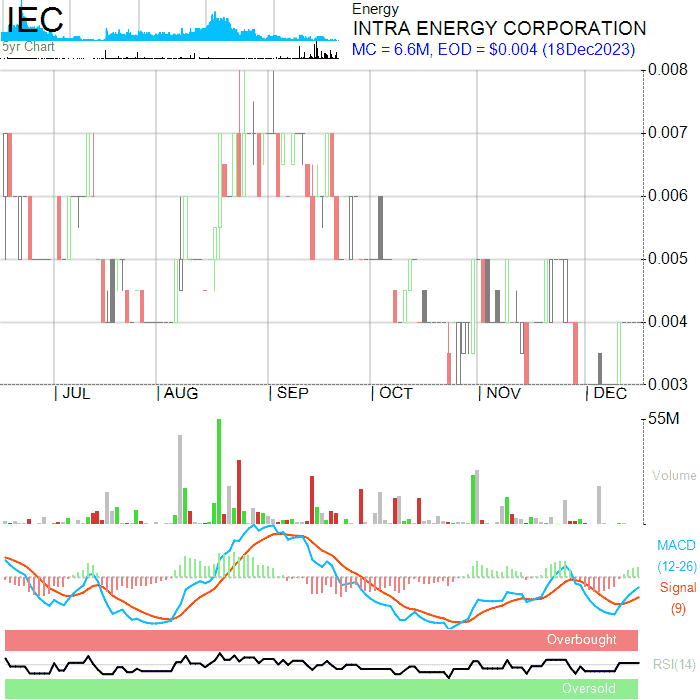 IEC
5yr Chart
Energy
INTRA ENERGY CORPORATION
MC = 6.6M, EOD = $0.004 (18Dec2023)
0.008
0.007
0.006
0.005
0.004
0.003
| JUL | AUG | SEP | OCT | NOV | DEC
55M
Volume
MACD
(12-26)
Signal
(9)
Overbought
RSI(14)
Oversold